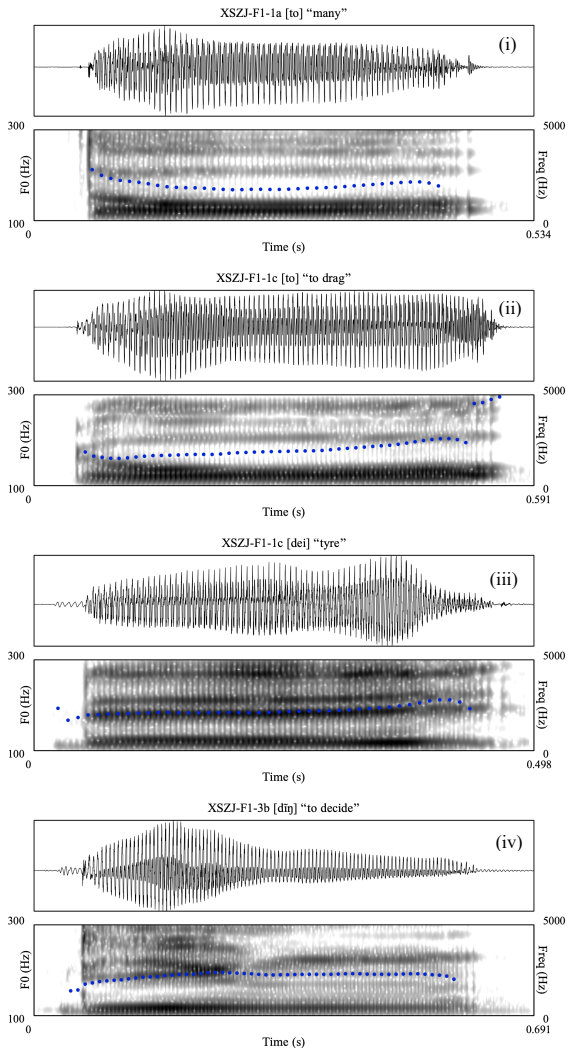 XSZJ-F1-1a [to] “many”
(i)
300
5000
F0 (Hz)
Freq (Hz)
100
0
0
0.534
Time (s)
XSZJ-F1-1c [to] “to drag”
(ii)
300
5000
F0 (Hz)
Freq (Hz)
100
0
0
0.591
Time (s)
XSZJ-F1-1c [dei] “tyre”
(iii)
300
5000
F0 (Hz)
Freq (Hz)
100
0
0
0.498
Time (s)
XSZJ-F1-3b [dĩŋ] “to decide”
(iv)
300
5000
F0 (Hz)
Freq (Hz)
100
0
0
0.691
Time (s)